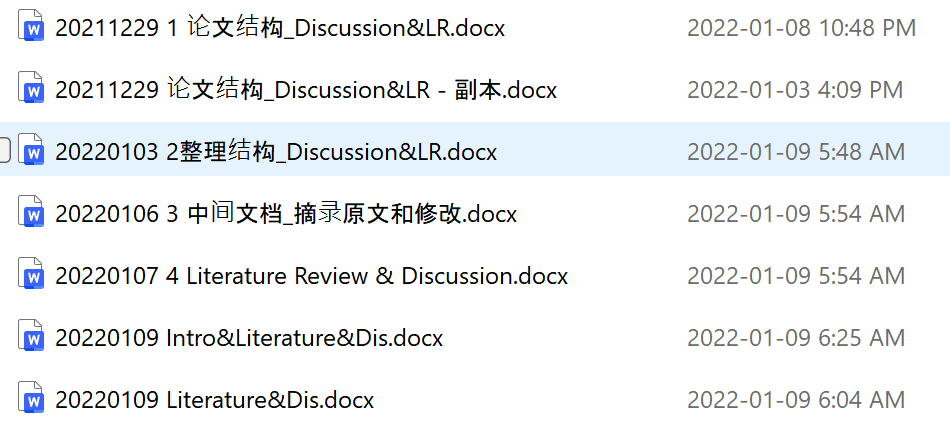 20211229 1 论文结构_Discussion&LR.docx 2022-01-08 10:48 PM
20211229 论文结构_Discussion&LR - 副本.docx 2022-01-03 4:09 PM
20220103 2整理结构_Discussion&LR.docx 2022-01-09 5:48 AM
20220106 3 中间文档_摘录原文和修改.docx 2022-01-09 5:54 AM
20220107 4 Literature Review & Discussion.docx 2022-01-09 5:54 AM
20220109 Intro&Literature&Dis.docx 2022-01-09 6:25 AM
20220109 Literature&Dis.docx 2022-01-09 6:04 AM